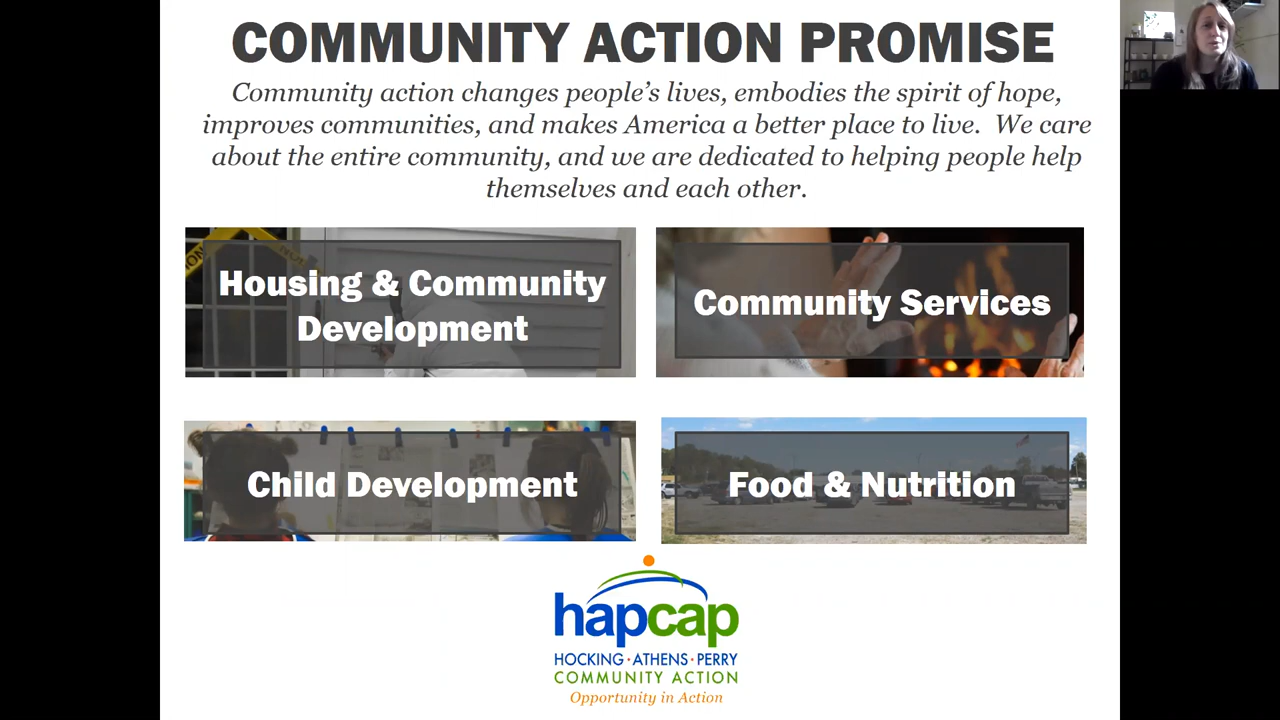 COMMUNITY ACTION PROMISE
Community action changes people's lives, embodies the spirit of hope,
improves communities, and makes America a better place to live. We care
about the entire community, and we are dedicated to helping people help
themselves and each other.
Housing & Community
Development
Community Services
Child Development
Food & Nutrition
hapcap
HOCKING · ATHENS · PERRY
COMMUNITY ACTION
Opportunity in Action